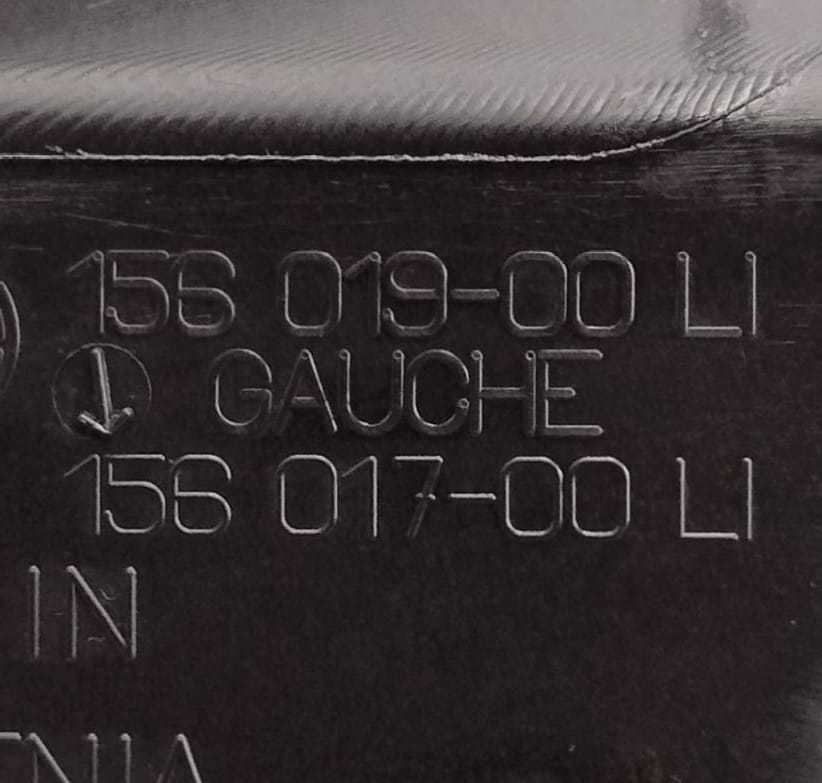 156 019-00 LI
GAUCHE
156 017-00 LI
IN